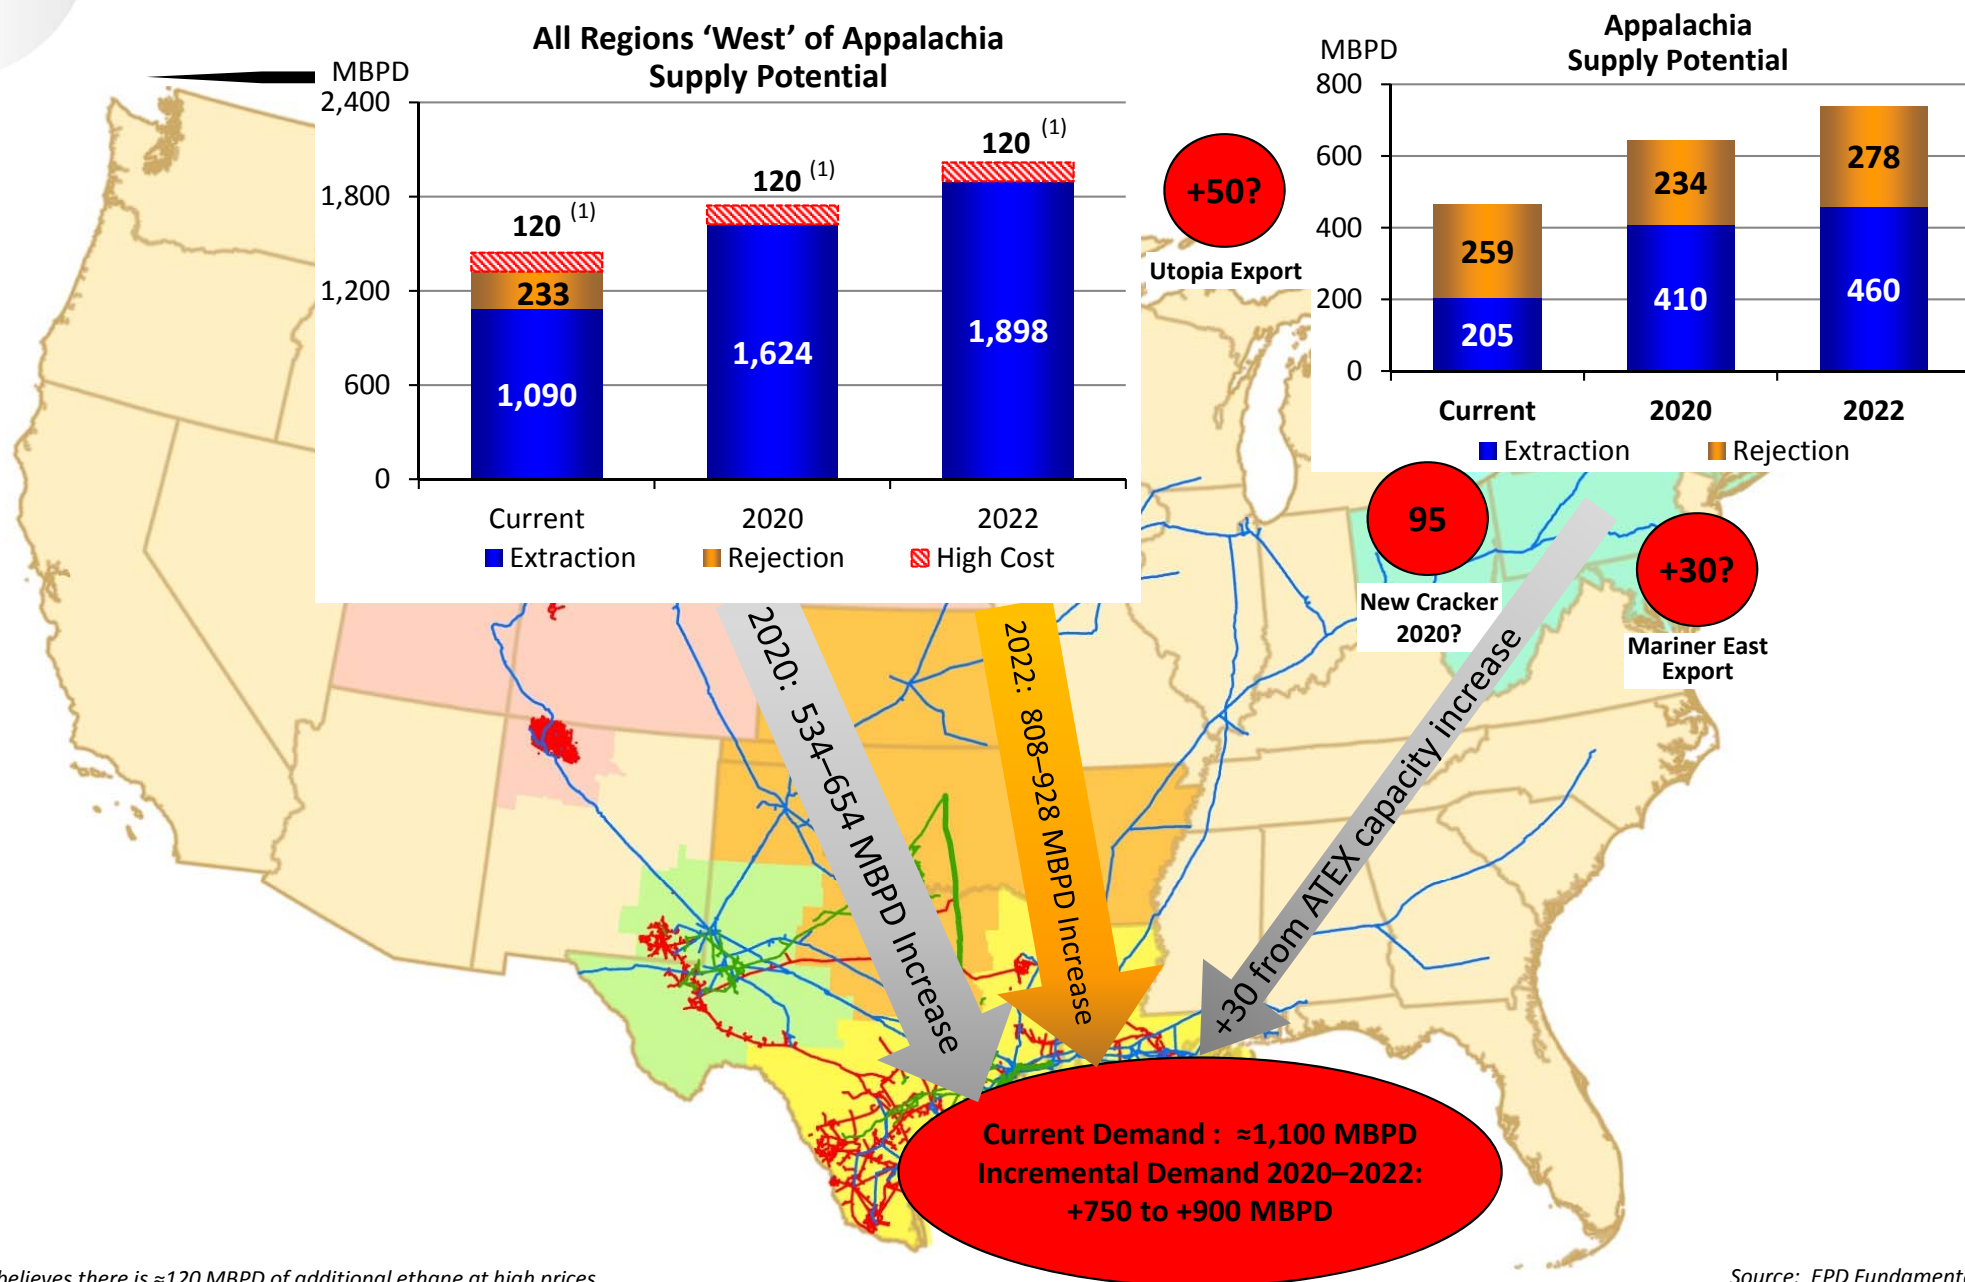 All Regions ‘West’ of Appalachia
Supply Potential
MBPD
2,400
1,800
1,200
600
0
120 (1)
233
1,090
120 (1)
1,624
120 (1)
1,898
Current 2020 2022
Extraction Rejection High Cost
Appalachia
Supply Potential
MBPD
800
600
400
200
0
259
205
234
410
278
460
Current 2020 2022
Extraction Rejection
+50?
Utopia Export
95
New Cracker
2020?
+30?
Mariner East
Export
2020: 534–654 MBPD Increase
2022: 808–928 MBPD Increase
+30 from ATEX capacity increase
Current Demand : ≈1,100 MBPD
Incremental Demand 2020–2022:
+750 to +900 MBPD
believes there is ≈120 MBPD of additional ethane at high prices
Source: EPD Fundament